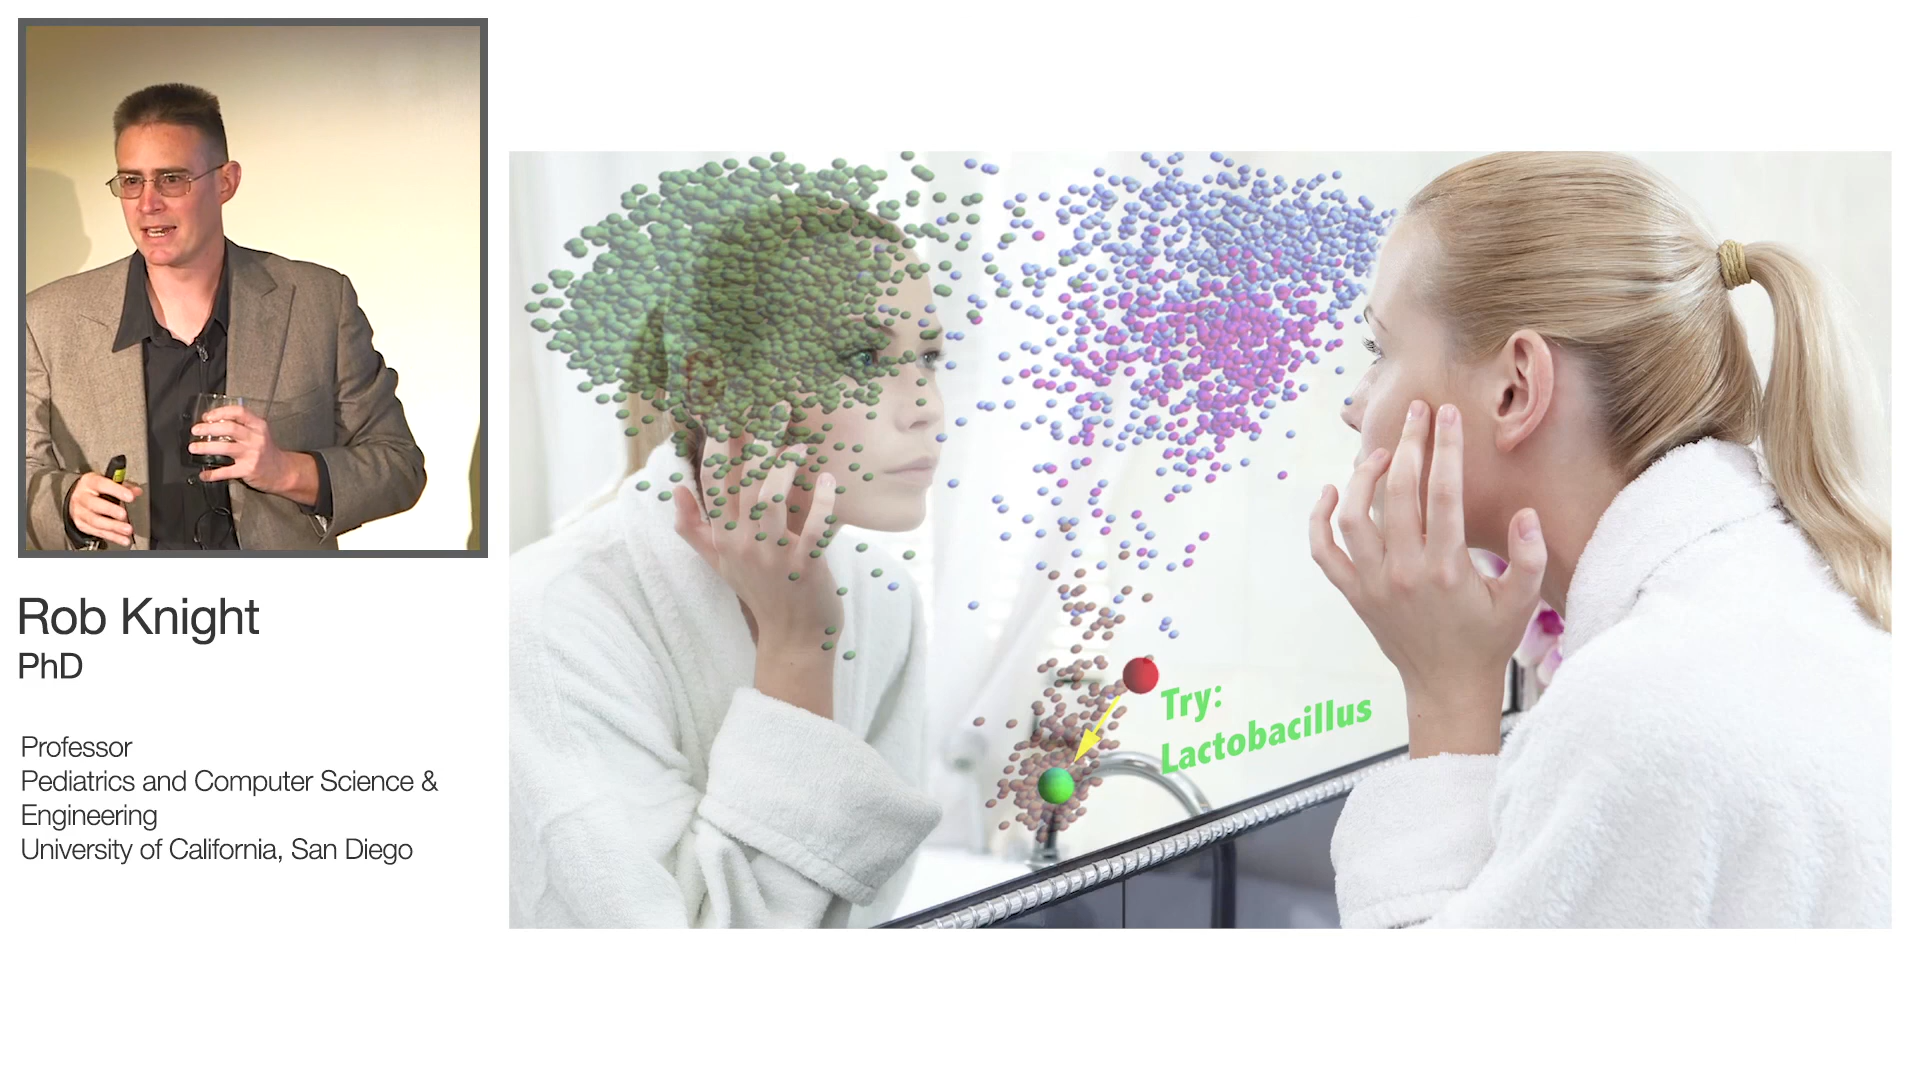 Rob Knight
PhD
Professor
Pediatrics and Computer Science &
Engineering
University of California, San Diego
Try:
Lactobacillus